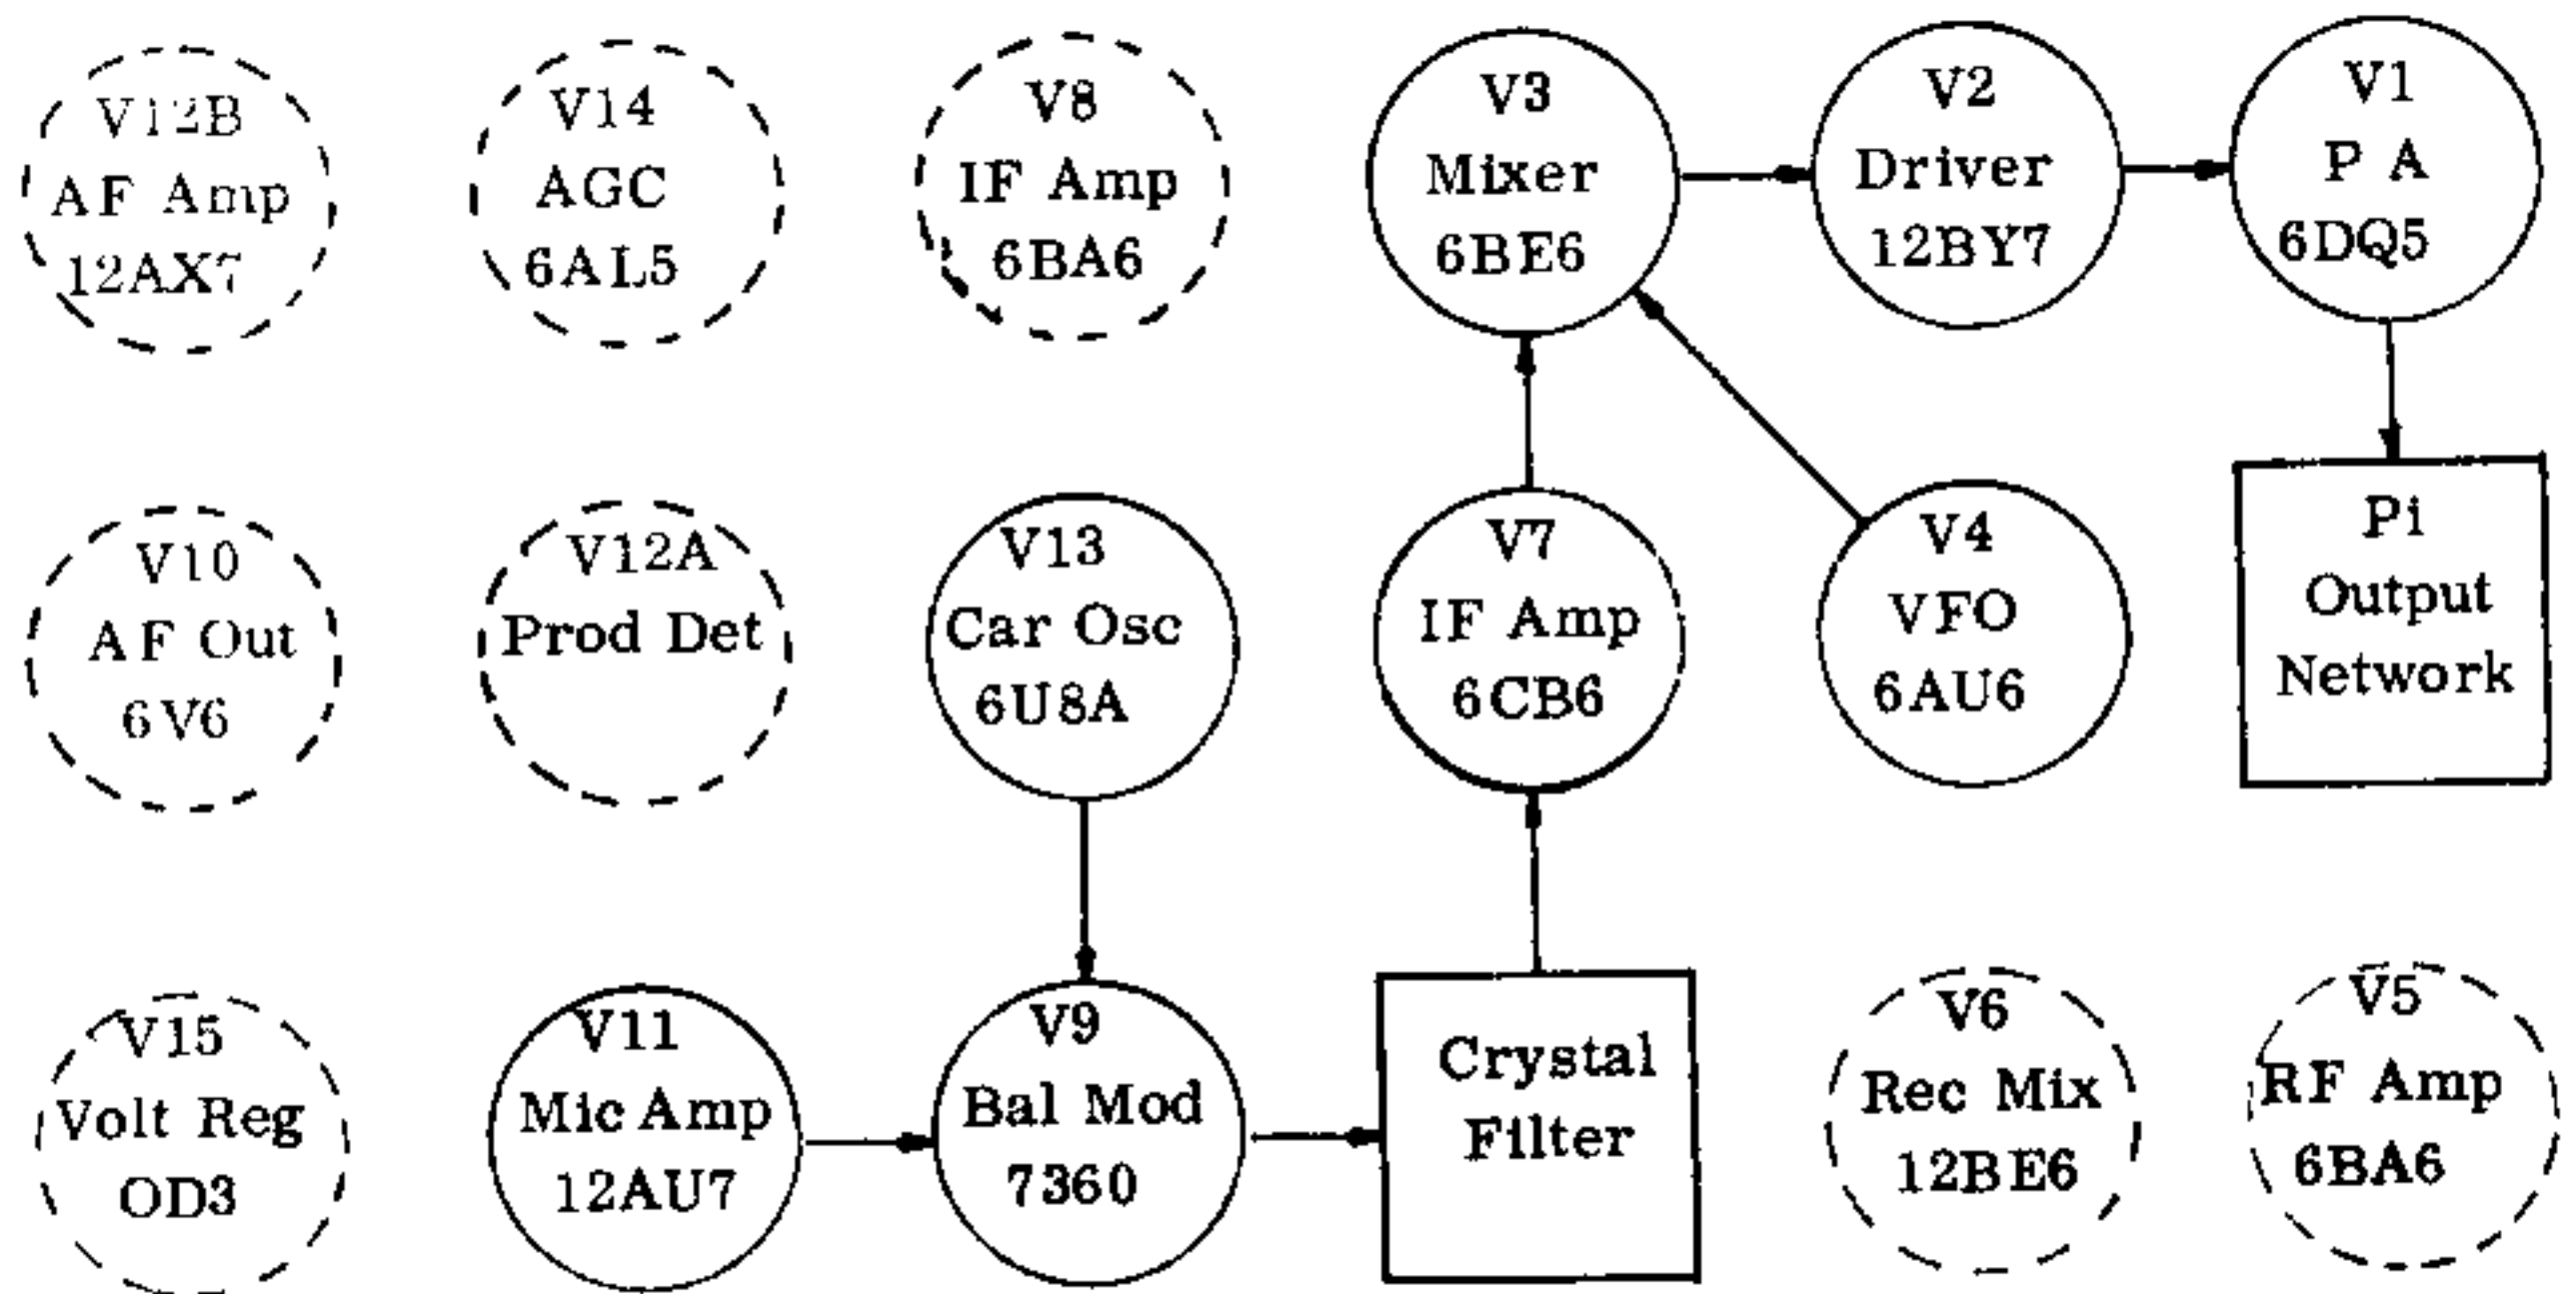 V12B
AF Amp
12AX7
V14
AGC
6AL5
V8
IF Amp
6BA6
V3
Mixer
6BE6
V2
Driver
12BY7
V1
P A
6DQ5
V10
AF Out
6V6
V12A
Prod Det
V13
Car Osc
6U8A
V7
IF Amp
6CB6
V4
VFO
6AU6
Pi
Output
Network
V15
Volt Reg
OD3
V11
Mic Amp
12AU7
V9
Bal Mod
7360
Crystal
Filter
V6
Rec Mix
12BE6
V5
RF Amp
6BA6